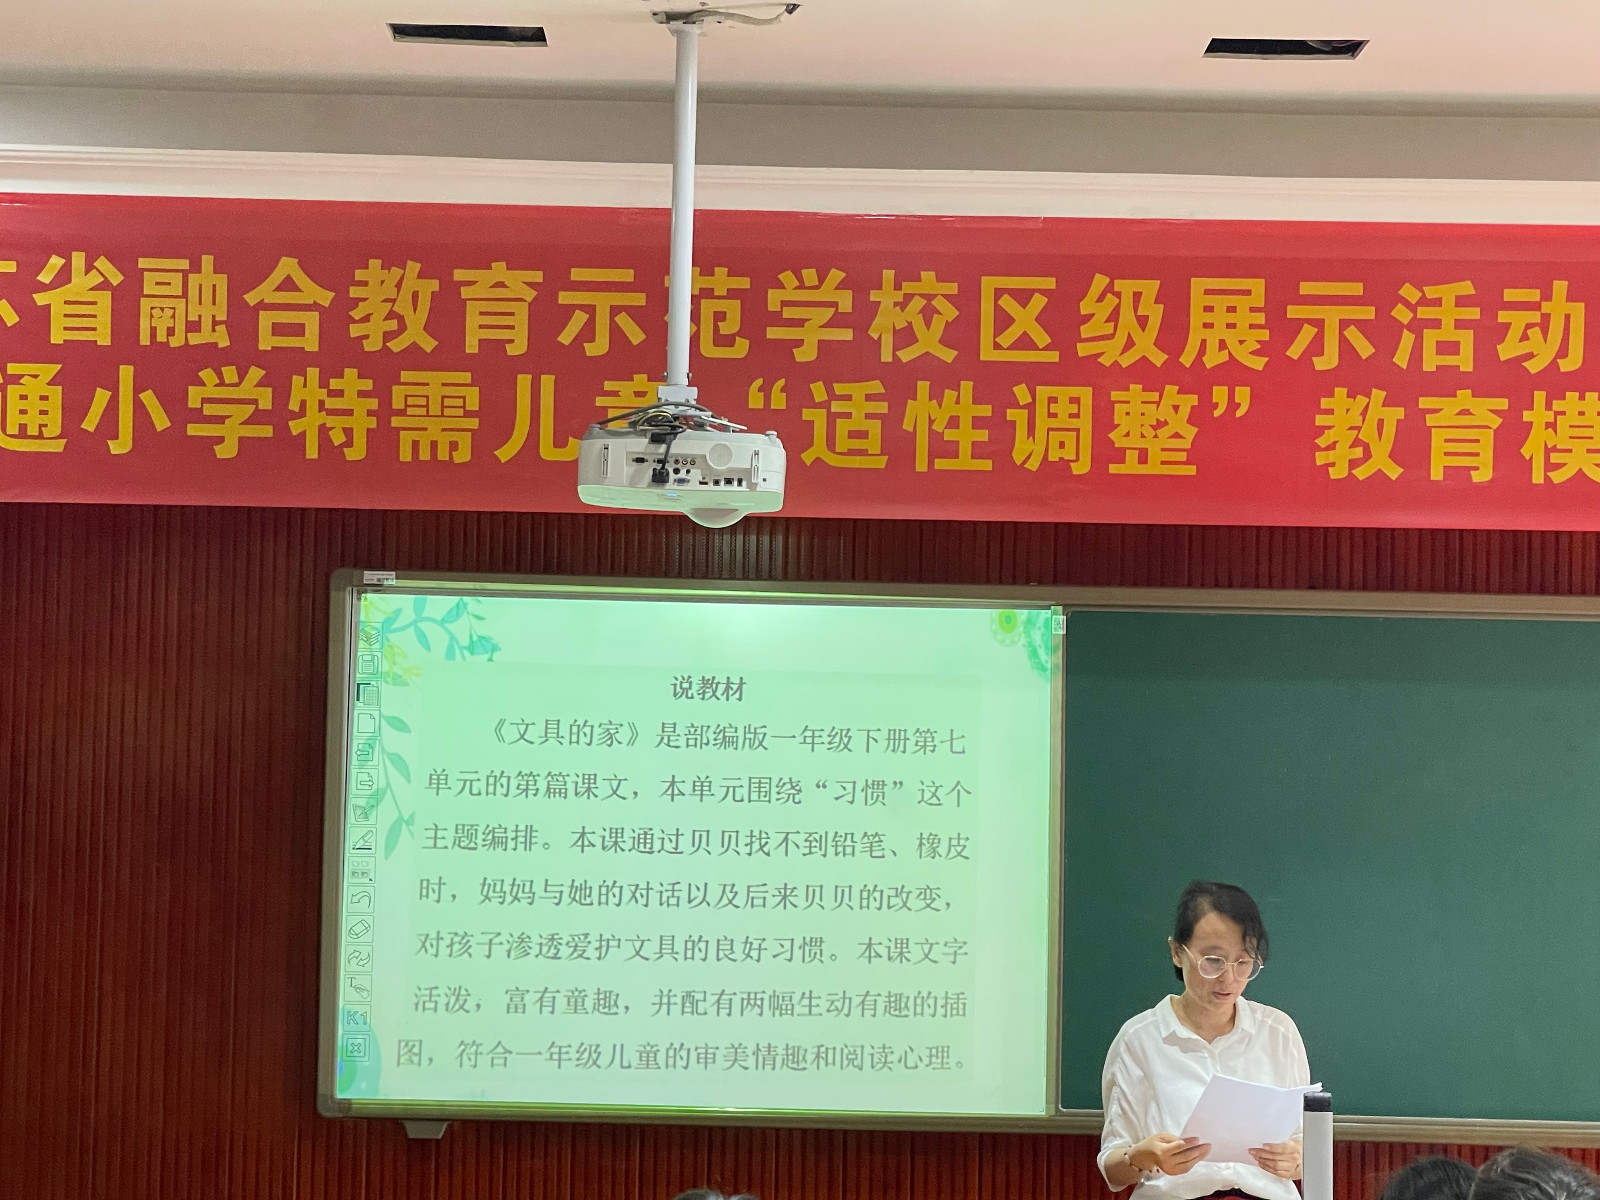 省融合教育示范学校区级展示活动
通小学特需儿童“适性调整”教育模
说教材
《文具的家》是部编版一年级下册第七
单元的第篇课文，本单元围绕“习惯”这个
主题编排。本课通过贝贝找不到铅笔、橡皮
时，妈妈与她的对话以及后来贝贝的改变，
对孩子渗透爱护文具的良好习惯。本课文字
活泼，富有童趣，并配有两幅生动有趣的插
图，符合一年级儿童的审美情趣和阅读心理。
T
K1